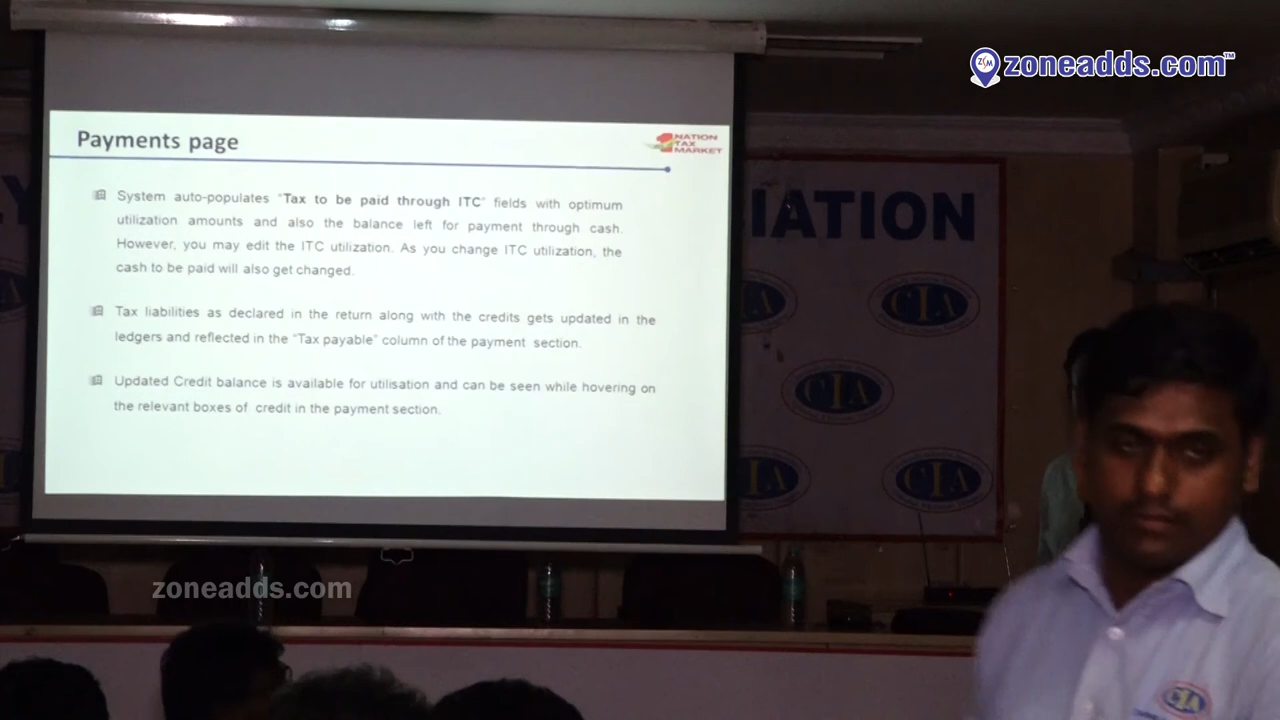 zoneadds.com™
Payments page
1 NATION
TAX
MARKET
System auto-populates "Tax to be paid through ITC" fields with optimum
utilization amounts and also the balance left for payment through cash.
However, you may edit the ITC utilization. As you change ITC utilization, the
cash to be paid will also get changed.
Tax liabilities as declared in the return along with the credits gets updated in the
ledgers and reflected in the "Tax payable" column of the payment section.
Updated Credit balance is available for utilisation and can be seen while hovering on
the relevant boxes of credit in the payment section.
IATION
CIA
CIA
CIA
CIA
zoneadds.com
CIA